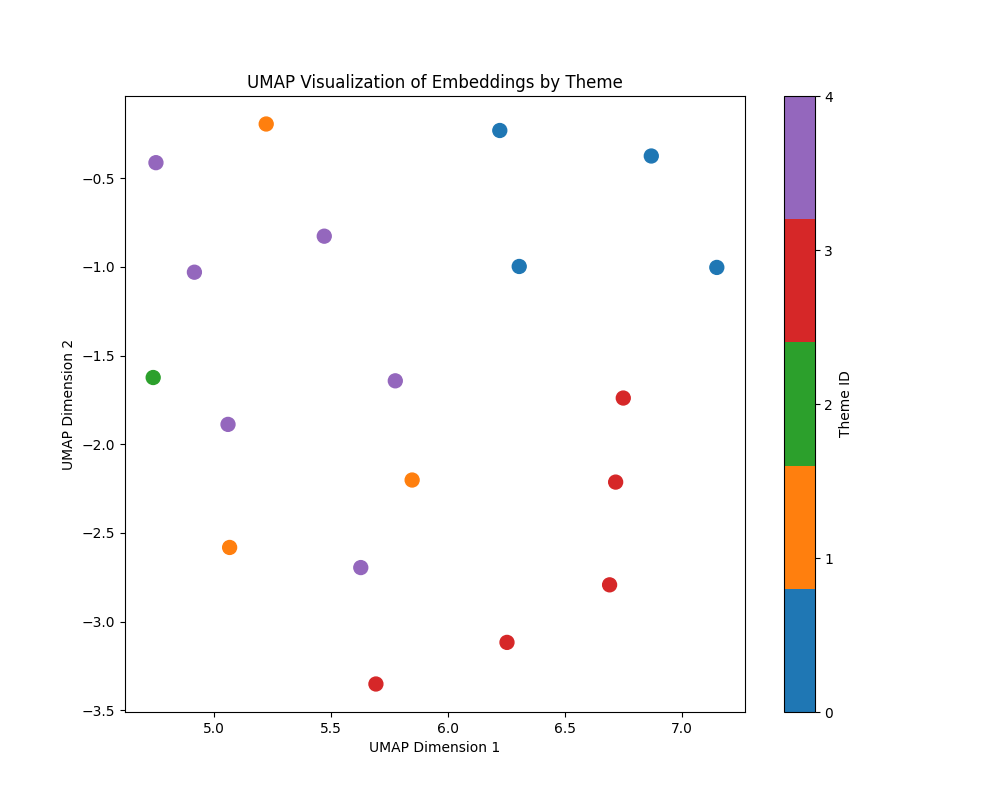 UMAP Visualization of Embeddings by Theme
−0.5
−1.0
−1.5
−2.0
−2.5
−3.0
−3.5
UMAP Dimension 2
5.0 5.5 6.0 6.5 7.0
UMAP Dimension 1
4
3
2
1
0
Theme ID